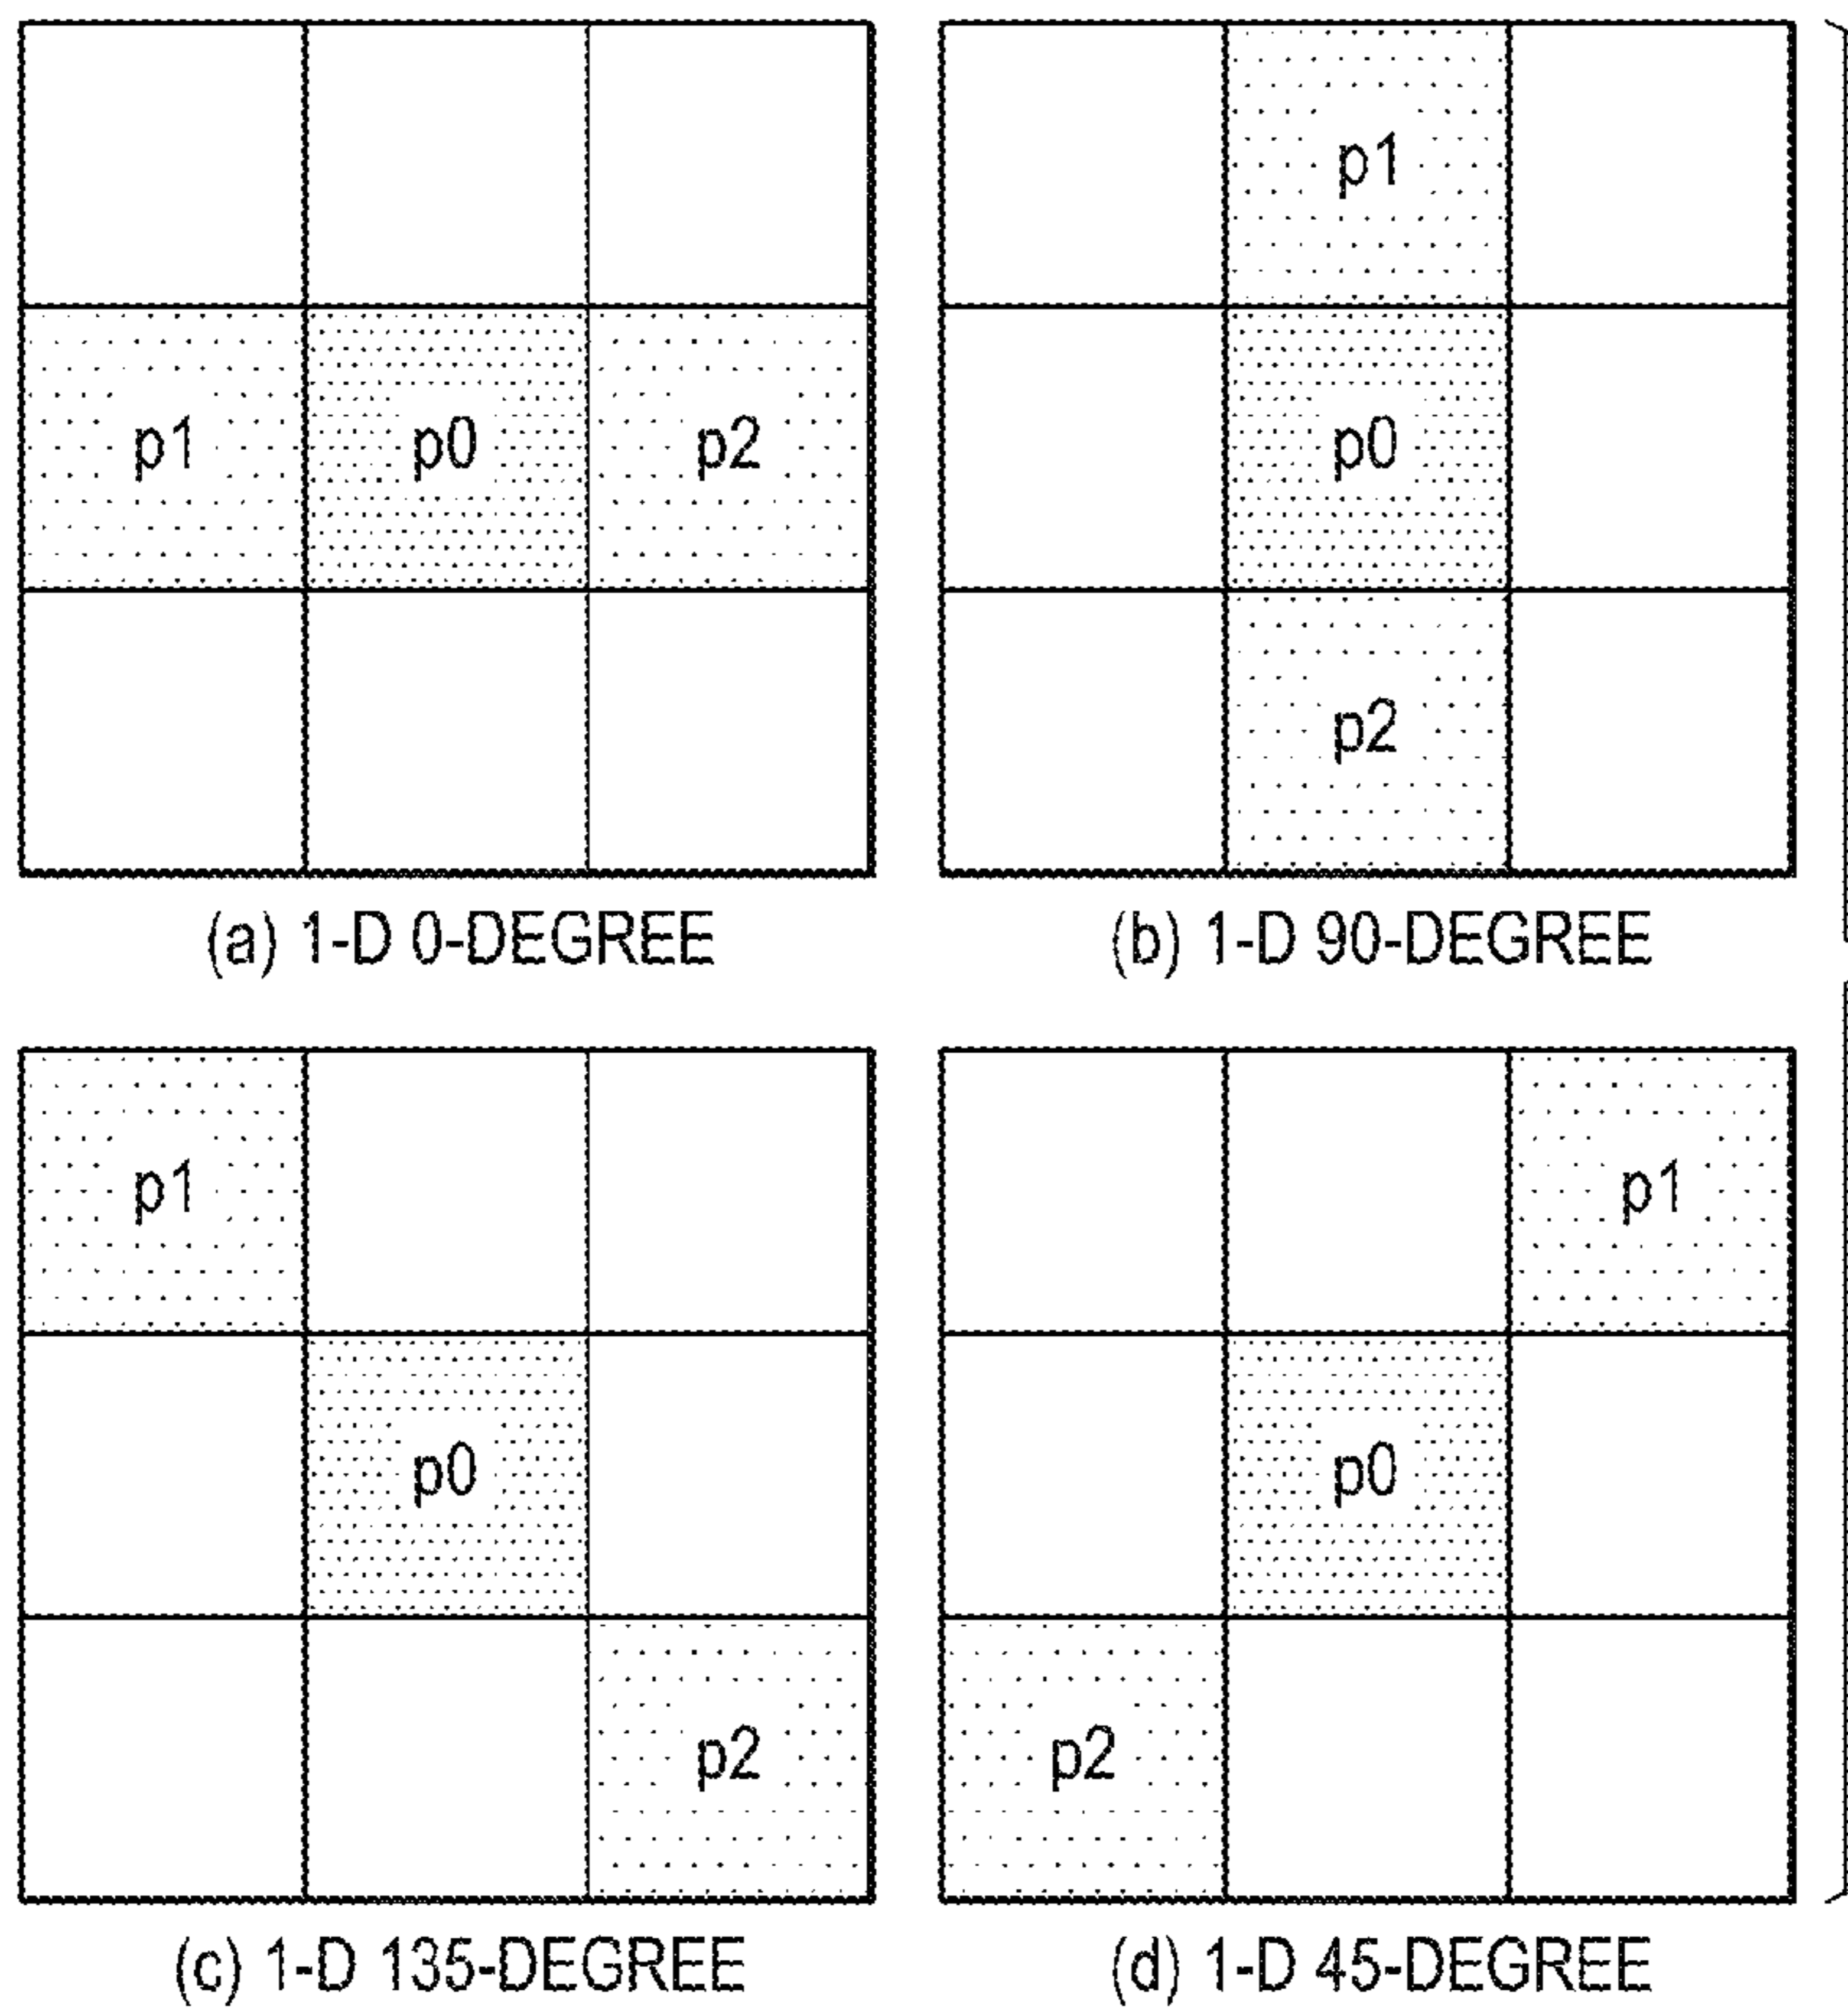 p1
p0
p2
(a) 1-D 0-DEGREE
p1
p0
p2
(b) 1-D 90-DEGREE
p1
p0
p2
(c) 1-D 135-DEGREE
p1
p0
p2
(d) 1-D 45-DEGREE